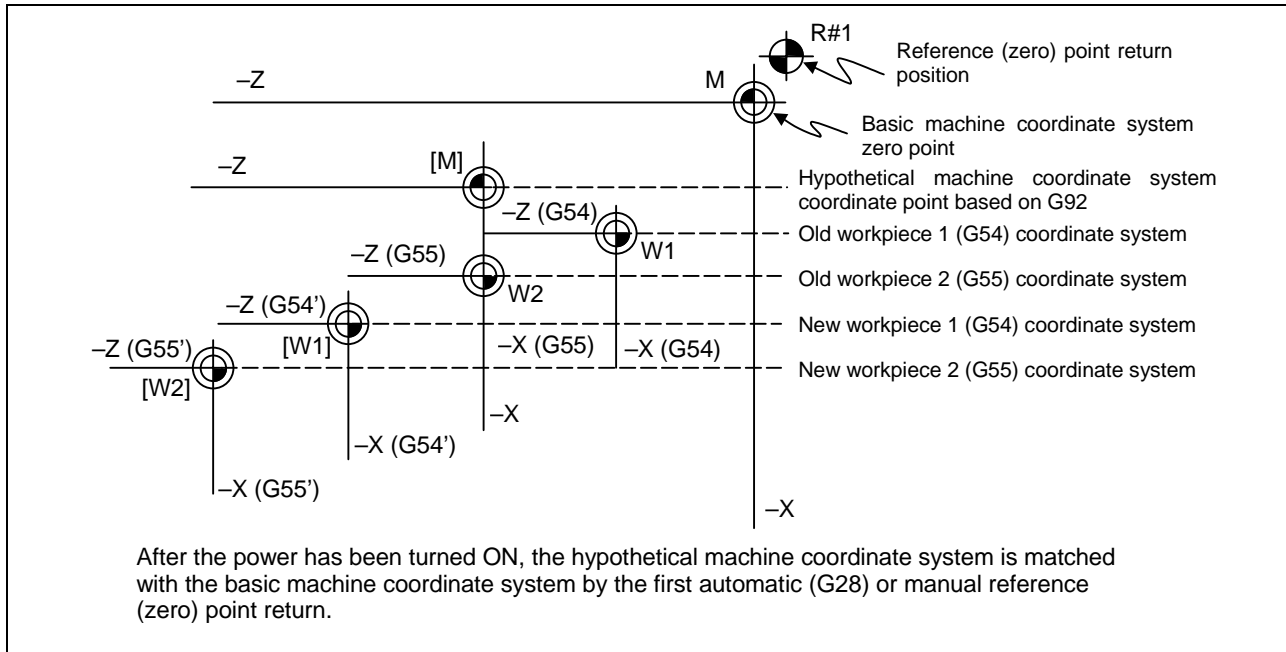 R#1
Reference (zero) point return
position
–Z
M
Basic machine coordinate system
zero point
–Z
[M]
Hypothetical machine coordinate system
coordinate point based on G92
–Z (G54)
W1
Old workpiece 1 (G54) coordinate system
–Z (G55)
W2
Old workpiece 2 (G55) coordinate system
–Z (G54’)
[W1]
New workpiece 1 (G54) coordinate system
–X (G55)
–X (G54)
–Z (G55’)
[W2]
New workpiece 2 (G55) coordinate system
–X
–X (G54’)
–X (G55’)
–X
After the power has been turned ON, the hypothetical machine coordinate system is matched
with the basic machine coordinate system by the first automatic (G28) or manual reference
(zero) point return.